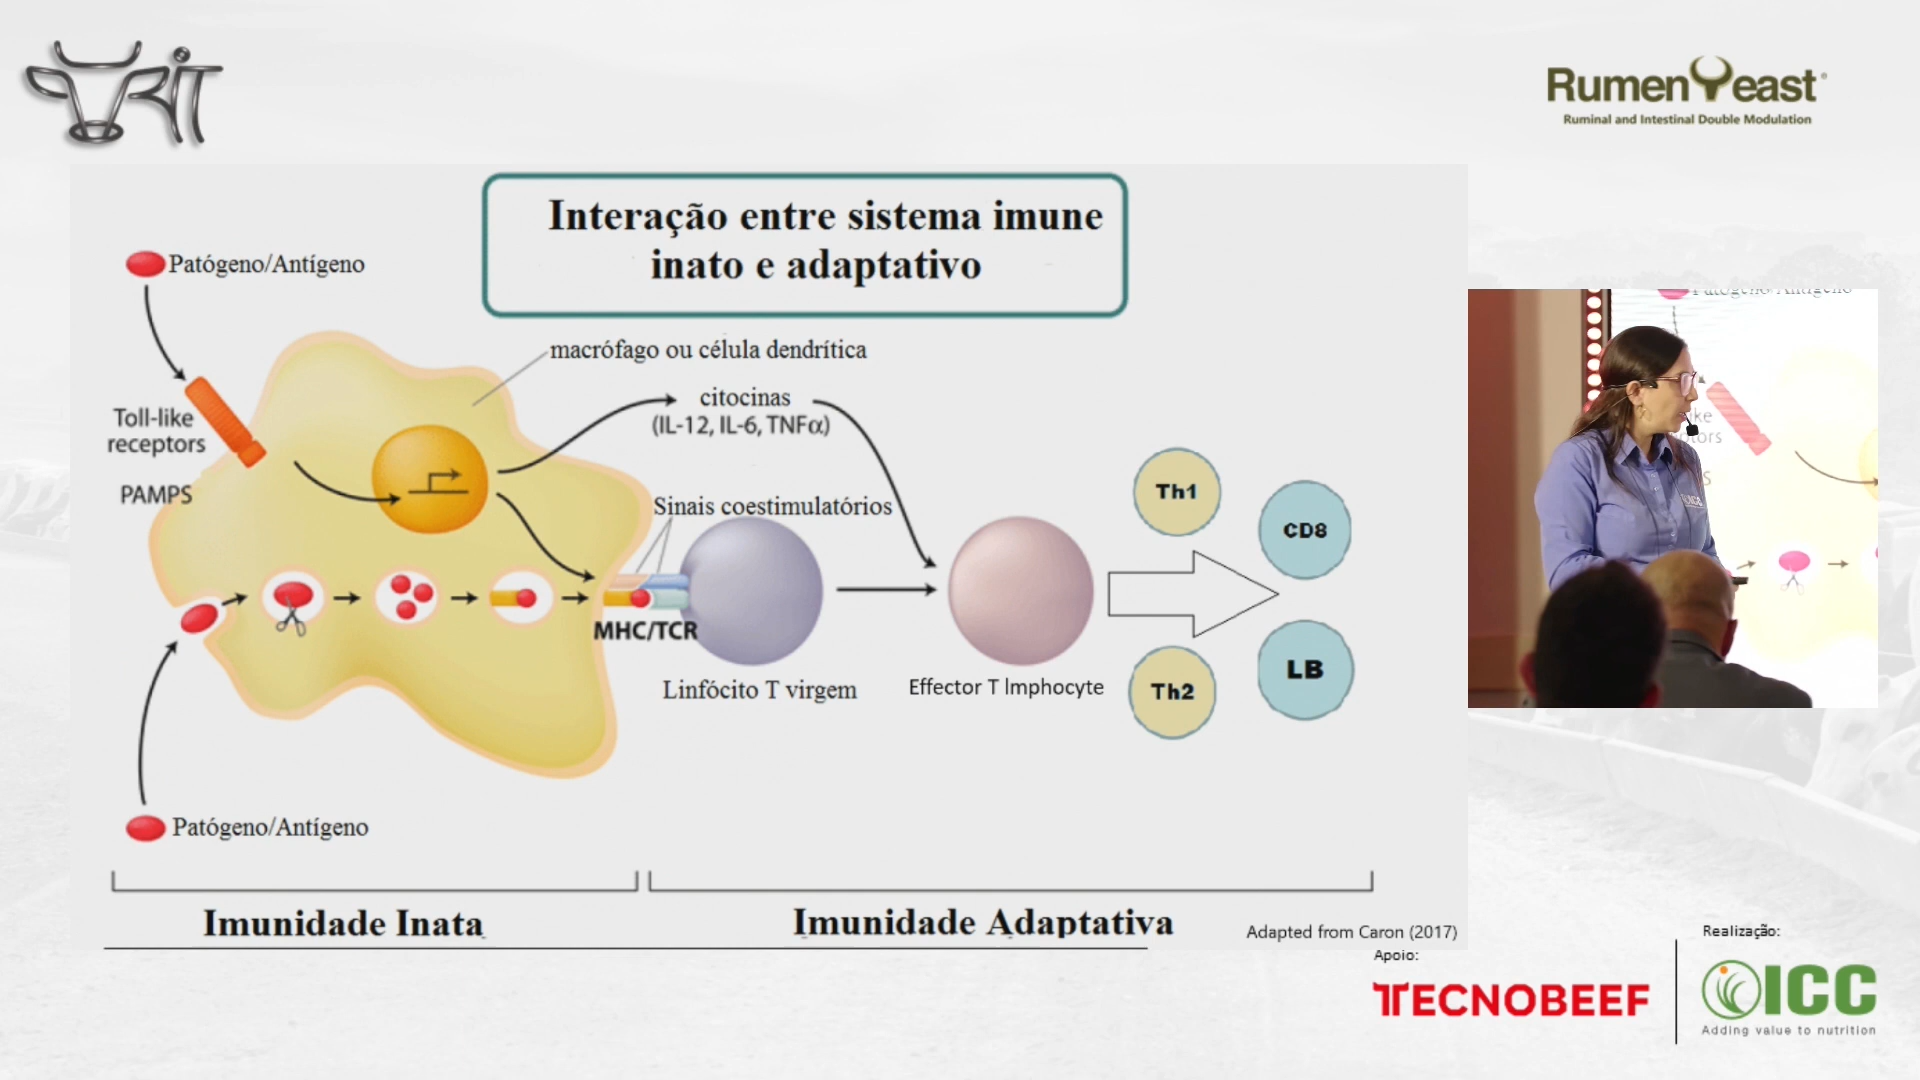 RiT
RumenYeast®
Ruminal and Intestinal Double Modulation
Interação entre sistema imune
inato e adaptativo
Patógeno/Antígeno
macrófago ou célula dendrítica
citocinas
(IL-12, IL-6, TNFα)
Toll-like
receptors
PAMPS
Sinais coestimulatórios
MHC/TCR
Linfócito T virgem
Effector T lmphocyte
Th1
CD8
Th2
LB
Patógeno/Antígeno
Imunidade Inata
Imunidade Adaptativa
Adapted from Caron (2017)
Patógeno/Antígeno
Apoio:
TECNOBEEF
Realização:
ICC
Adding value to nutrition